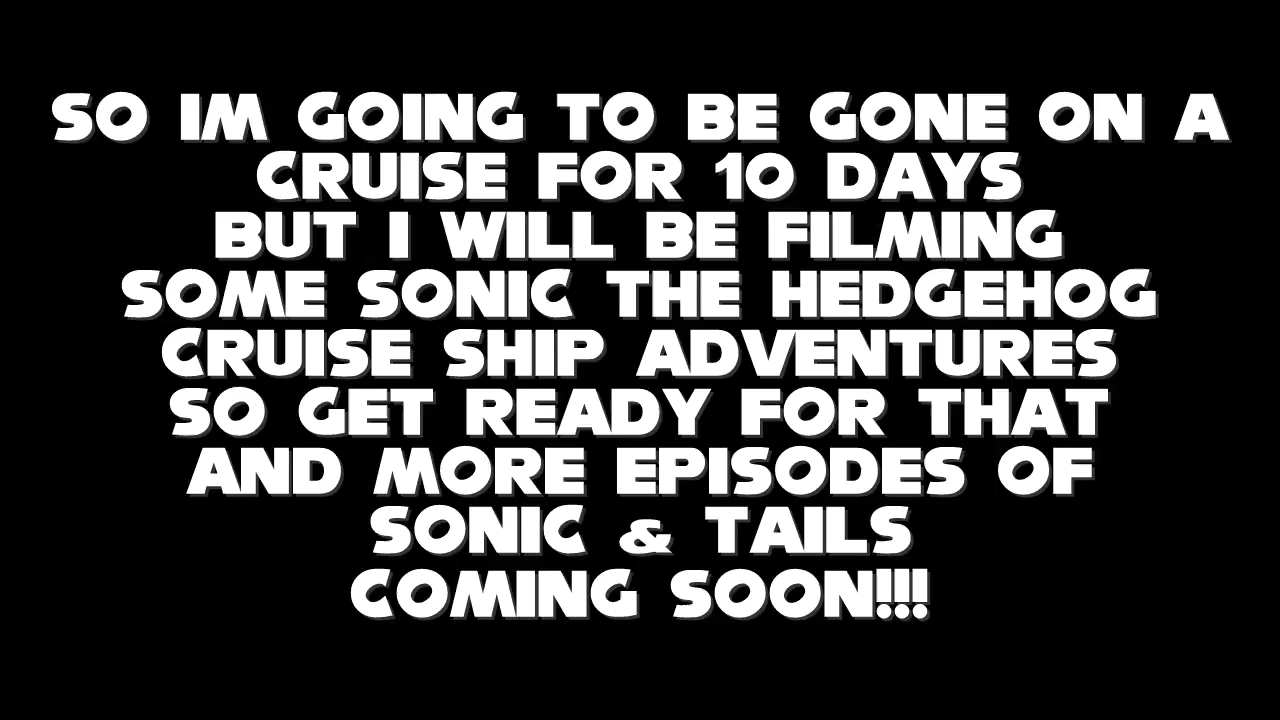 SO IM GOING TO BE GONE ON A
CRUISE FOR 10 DAYS
BUT I WILL BE FILMING
SOME SONIC THE HEDGEHOG
CRUISE SHIP ADVENTURES
SO GET READY FOR THAT
AND MORE EPISODES OF
SONIC & TAILS
COMING SOON!!!